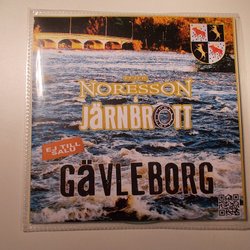 NORESSON
JÄRNBROTT
EJ TILL
SALU
GÄVLEBORG